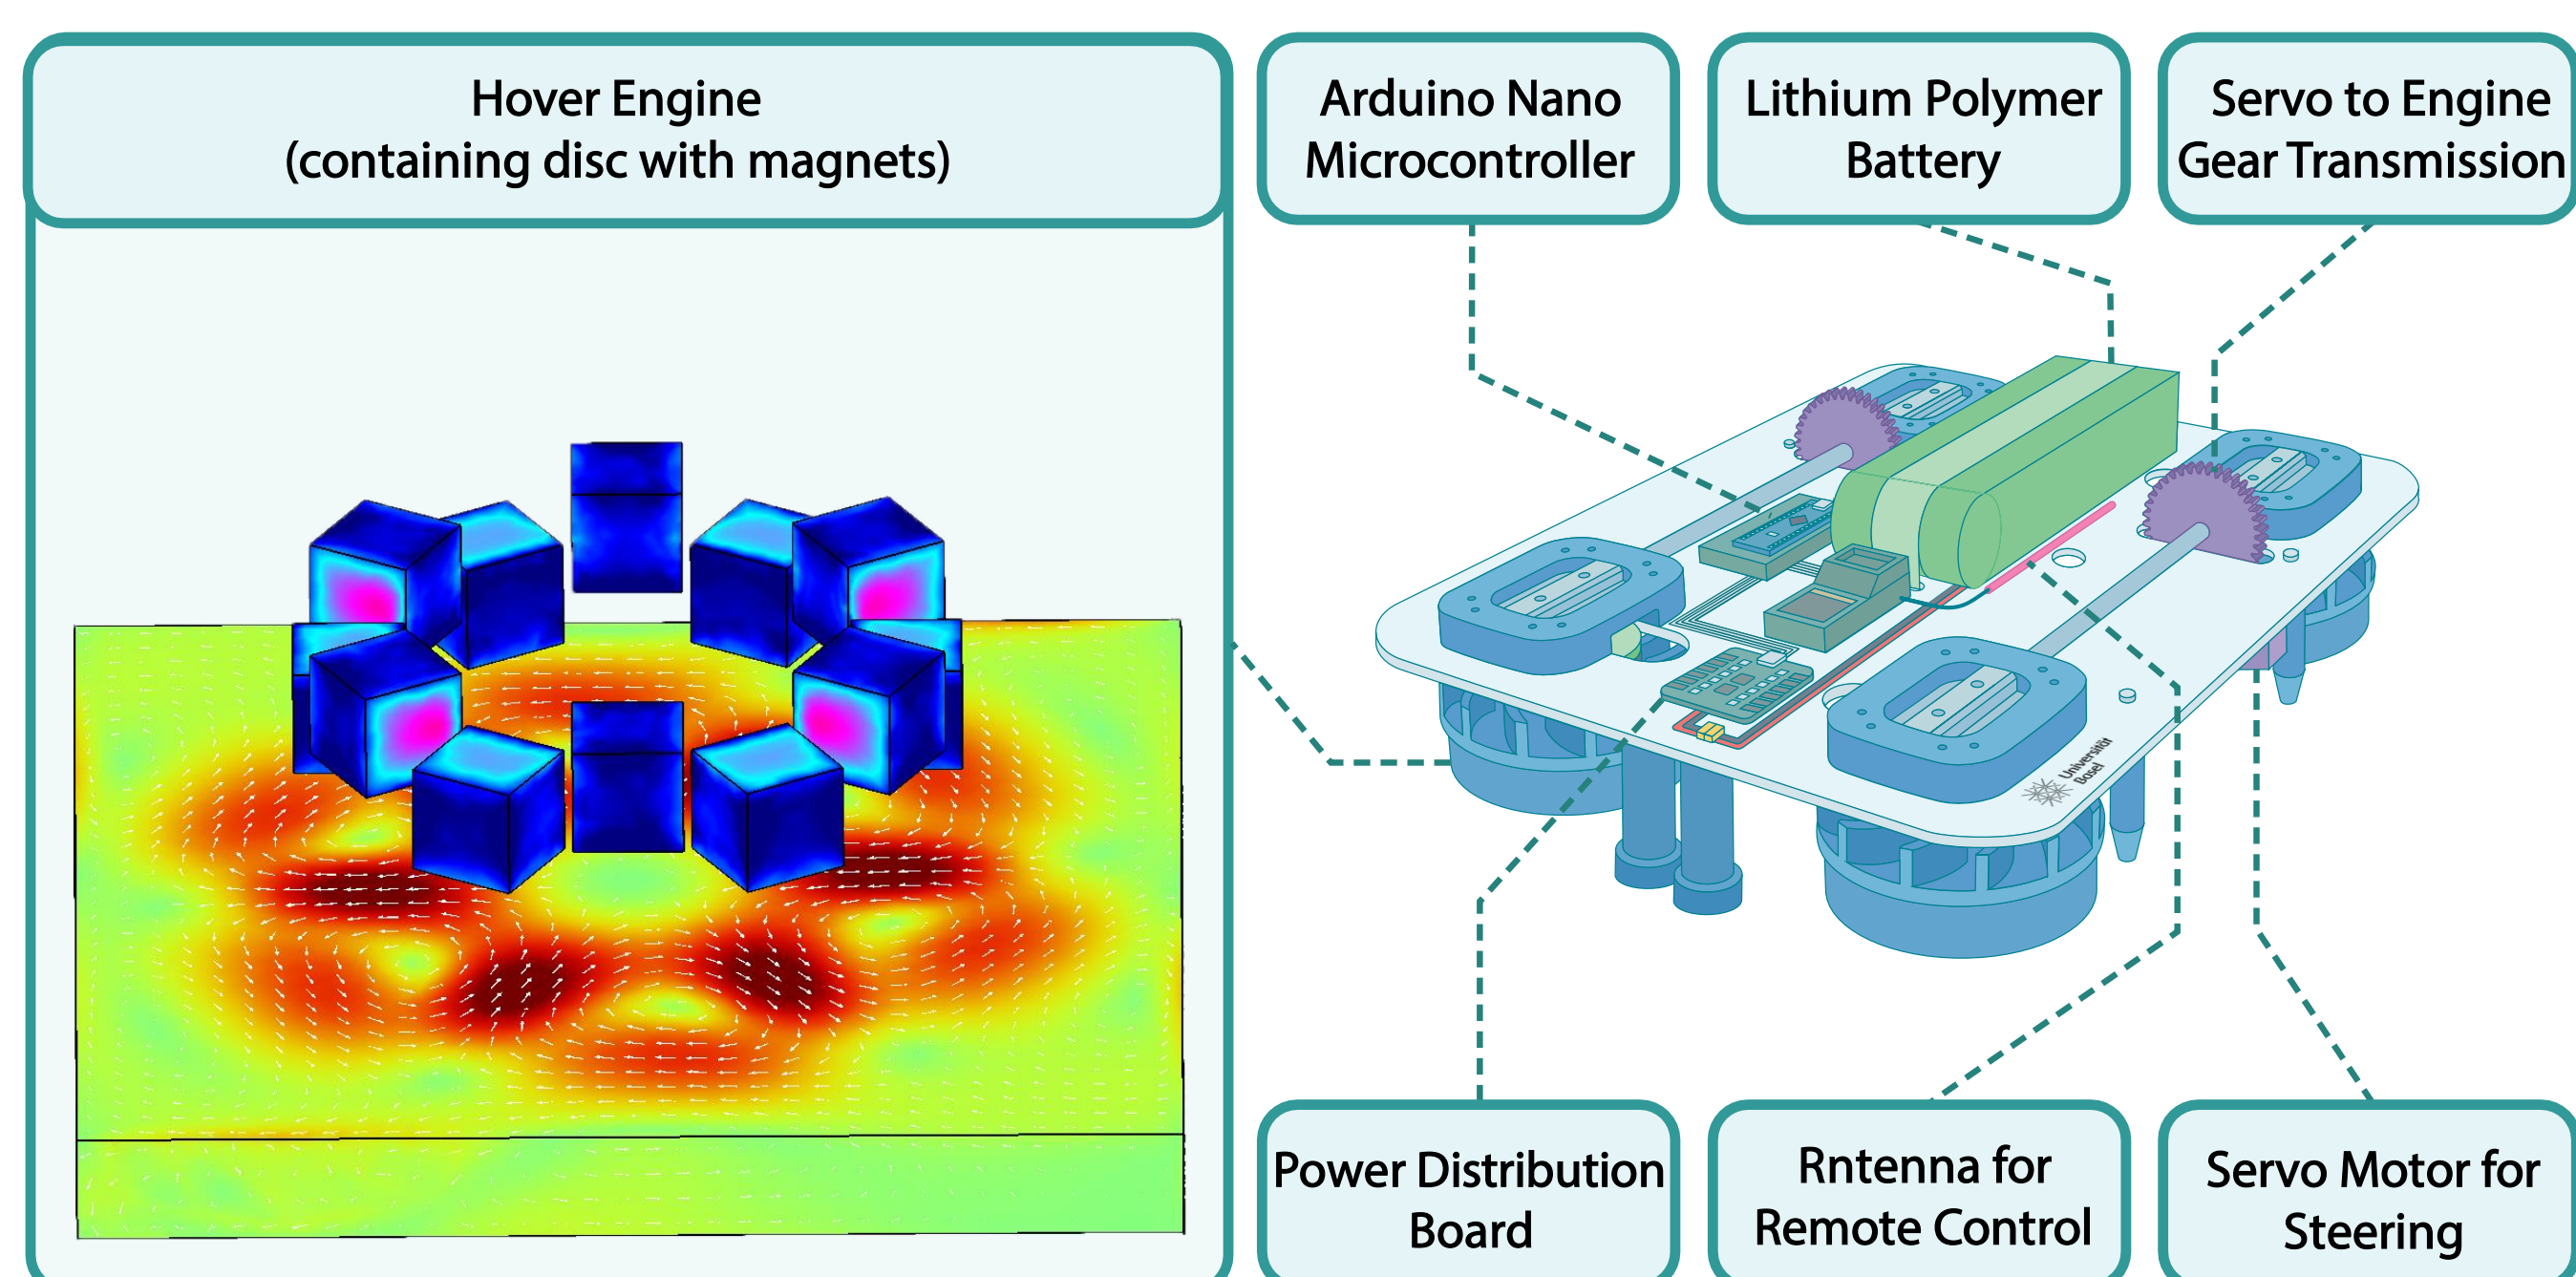 Hover Engine
(containing disc with magnets)
Arduino Nano
Microcontroller
Lithium Polymer
Battery
Servo to Engine
Gear Transmission
Universität
Basel
Power Distribution
Board
Rntenna for
Remote Control
Servo Motor for
Steering